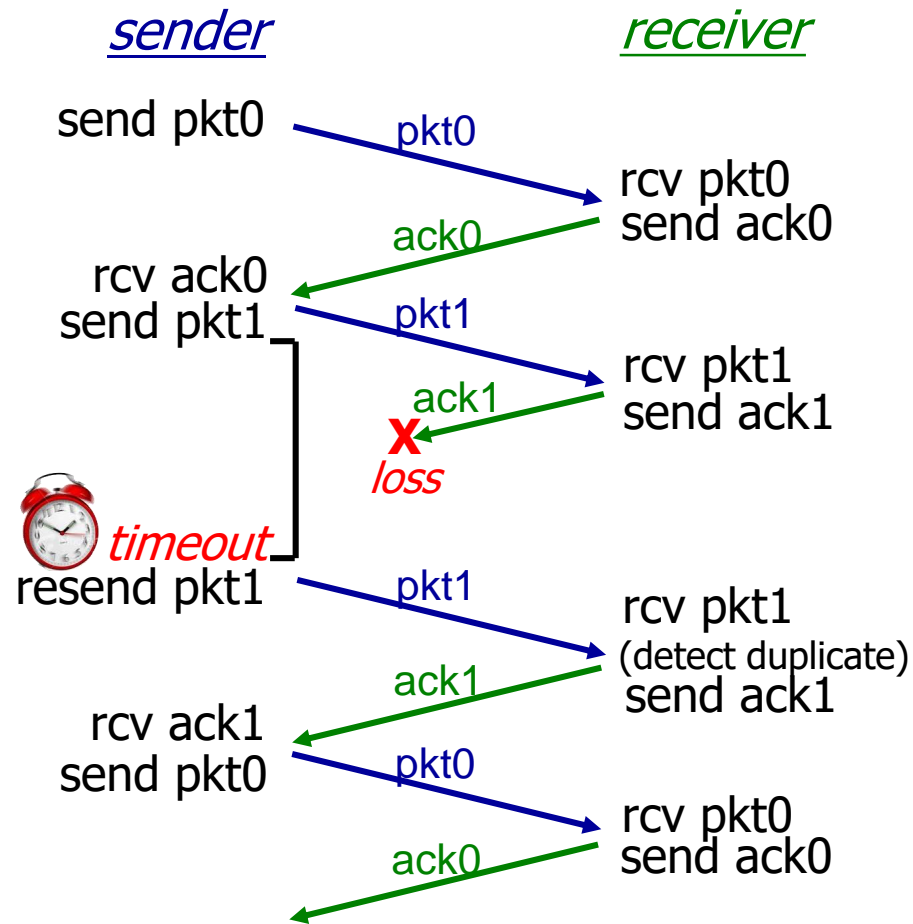 sender
receiver
send pkt0
pkt0
rcv pkt0
send ack0
ack0
rcv ack0
send pkt1
pkt1
rcv pkt1
send ack1
ack1
X
loss
timeout
resend pkt1
pkt1
rcv pkt1
(detect duplicate)
send ack1
ack1
rcv ack1
send pkt0
pkt0
rcv pkt0
send ack0
ack0